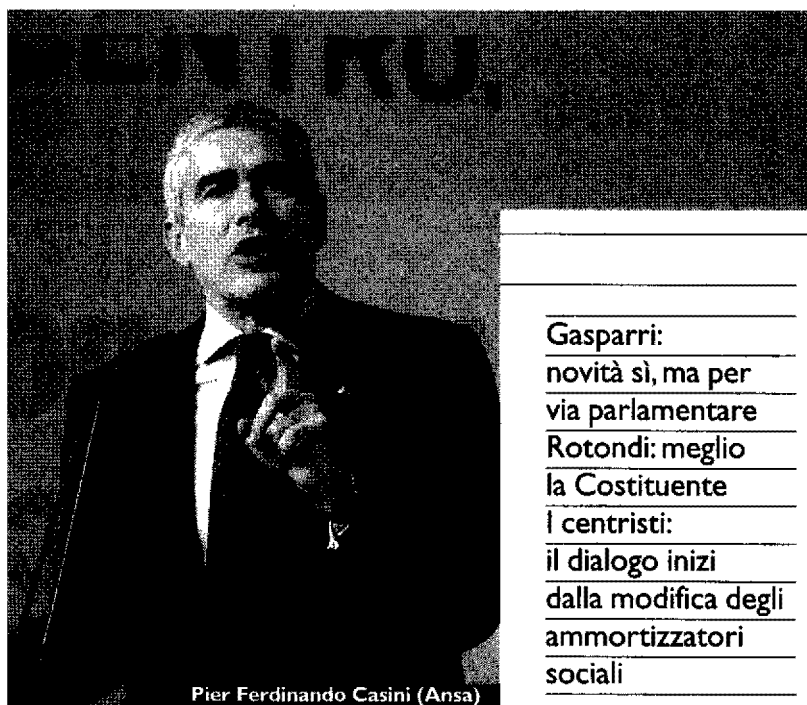 Gasparri:
novità sì, ma per
via parlamentare
Rotondi: meglio
la Costituente
I centristi:
il dialogo inizi
dalla modifica degli
ammortizzatori
sociali
Pier Ferdinando Casini (Ansa)